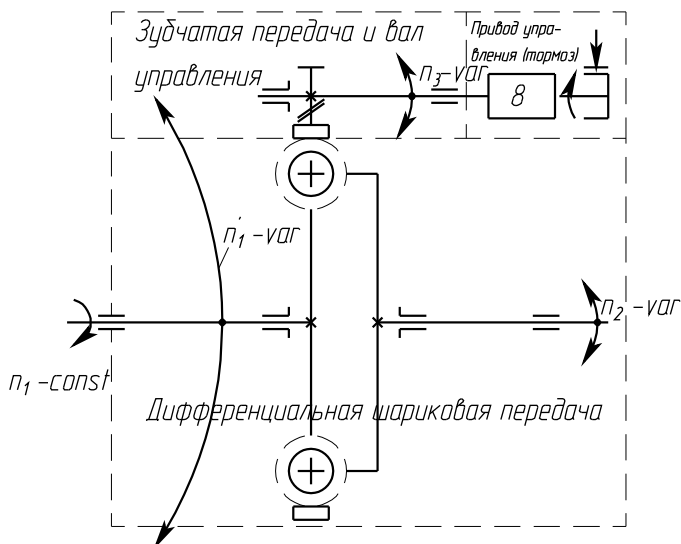 Зубчатая передача и вал
управления
Привод упра-
вления (тормоз)
n3-var
8
n1'-var
n2-var
n1-const
Дифференциальная шариковая передача